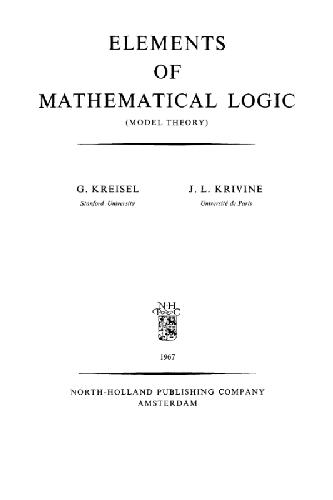 ELEMENTS
OF
MATHEMATICAL LOGIC
(MODEL THEORY)
G. KREISEL
Stanford University
J. L. KRIVINE
Université de Paris
NH
1967
NORTH-HOLLAND PUBLISHING COMPANY
AMSTERDAM